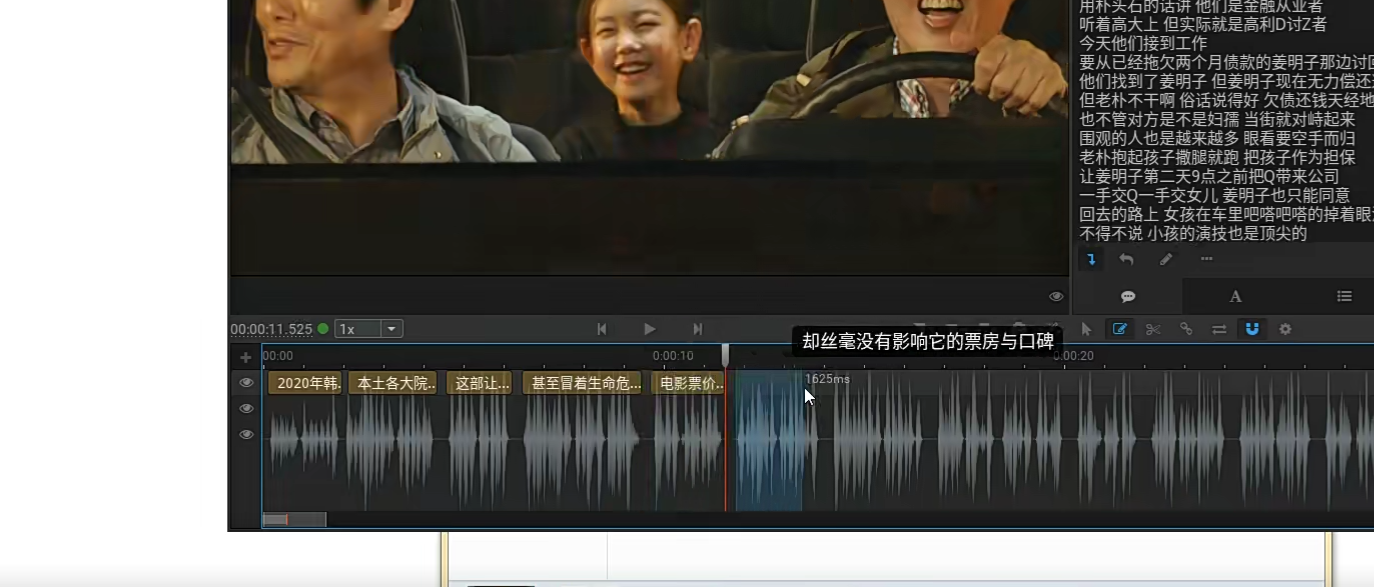 用朴头石的话讲 他们是金融从业者
听着高大上 但实际就是高利D讨Z者
今天他们接到工作
要从已经拖欠两个月债款的姜明子那边讨回
他们找到了姜明子 但姜明子现在无力偿还
但老朴不干啊 俗话说得好 欠债还钱天经地
也不管对方是不是妇孺 当街就对峙起来
围观的人也是越来越多 眼看要空手而归
老朴抱起孩子撒腿就跑 把孩子作为担保
让姜明子第二天9点之前把Q带来公司
一手交Q一手交女儿 姜明子也只能同意
回去的路上 女孩在车里吧嗒吧嗒的掉着眼
不得不说 小孩的演技也是顶尖的
A
00:00:11.525 1x
却丝毫没有影响它的票房与口碑
00:00 0:00:10 0:00:20
2020年韩. 本土各大院.. 这部让... 甚至冒着生命危... 电影票价.. 1625ms